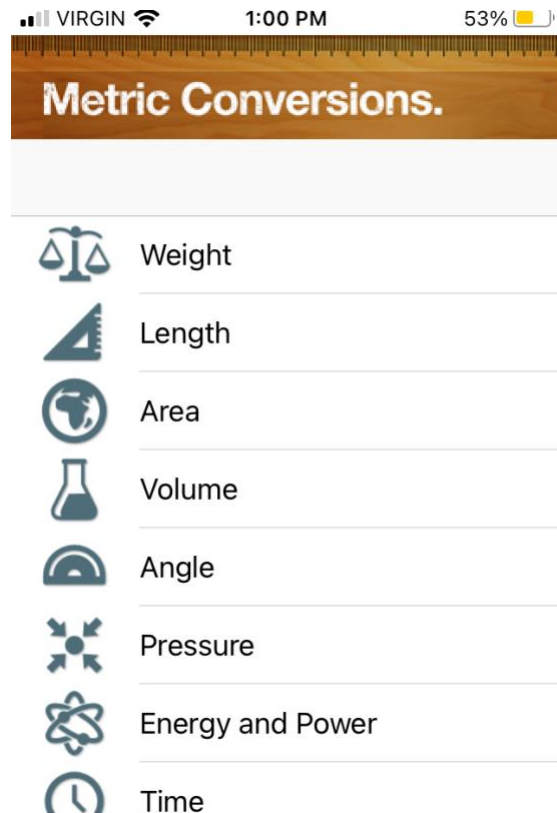 VIRGIN 1:00 PM 53%
Metric Conversions.
Weight
Length
Area
Volume
Angle
Pressure
Energy and Power
Time